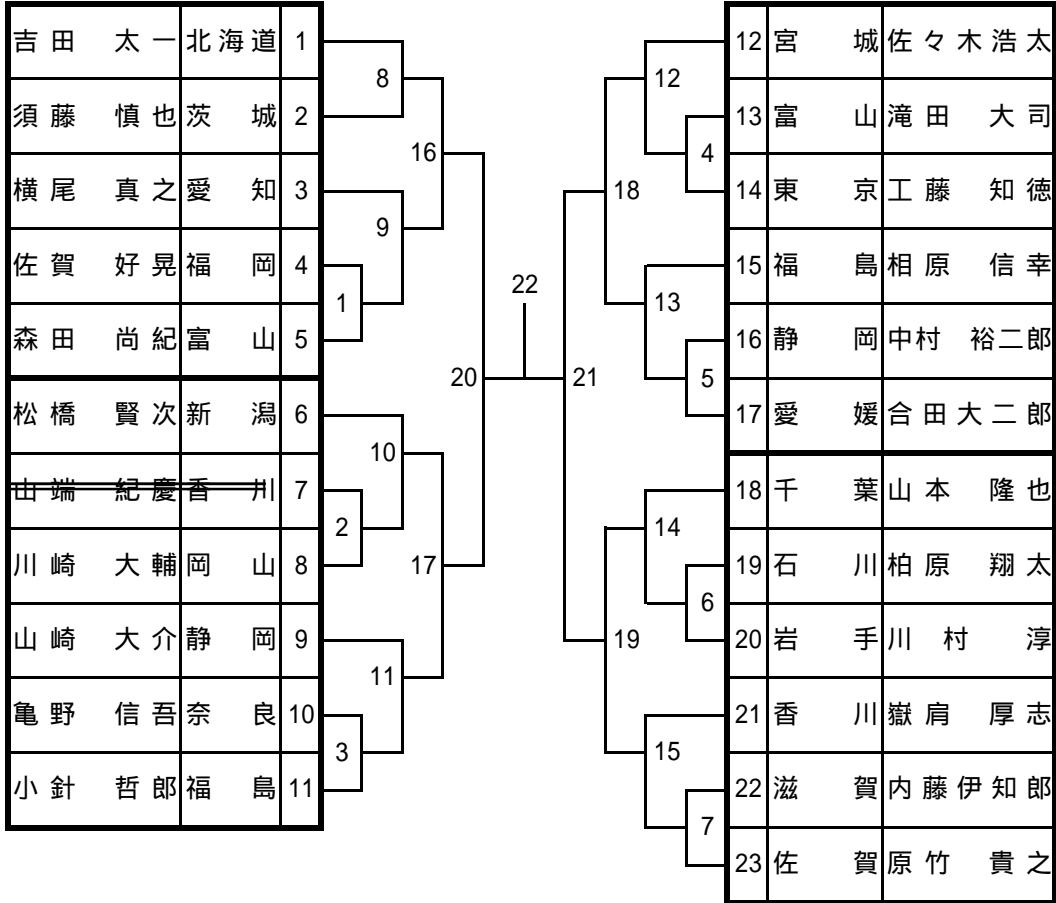 吉田 太一 北海道 1
須藤 慎也 茨城 2
横尾 真之 愛知 3
佐賀 好晃 福岡 4
森田 尚紀 富山 5
松橋 賢次 新潟 6
山端 紀慶 香川 7
川崎 大輔 岡山 8
山崎 大介 静岡 9
亀野 信吾 奈良 10
小針 哲郎 福島 11
8
16
9
1
20
10
2
17
11
3
22
12
4
18
13
5
21
14
6
19
15
7
12 宮城 佐々木浩太
13 富山 滝田 大司
14 東京 工藤 知徳
15 福島 相原 信幸
16 静岡 中村 裕二郎
17 愛媛 合田大二郎
18 千葉 山本 隆也
19 石川 柏原 翔太
20 岩手 川村 淳
21 香川 嶽肩 厚志
22 滋賀 内藤伊知郎
23 佐賀 原竹 貴之